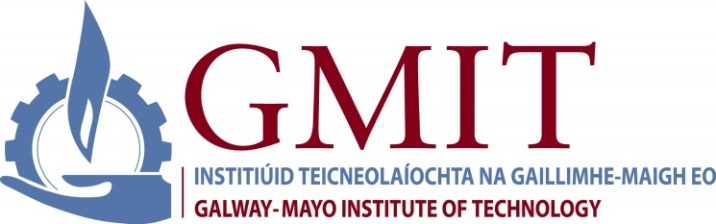 GMIT
INSTITIÚID TEICNEOLAÍOCHTA NA GAILLIMHE-MAIGH EO
GALWAY-MAYO INSTITUTE OF TECHNOLOGY